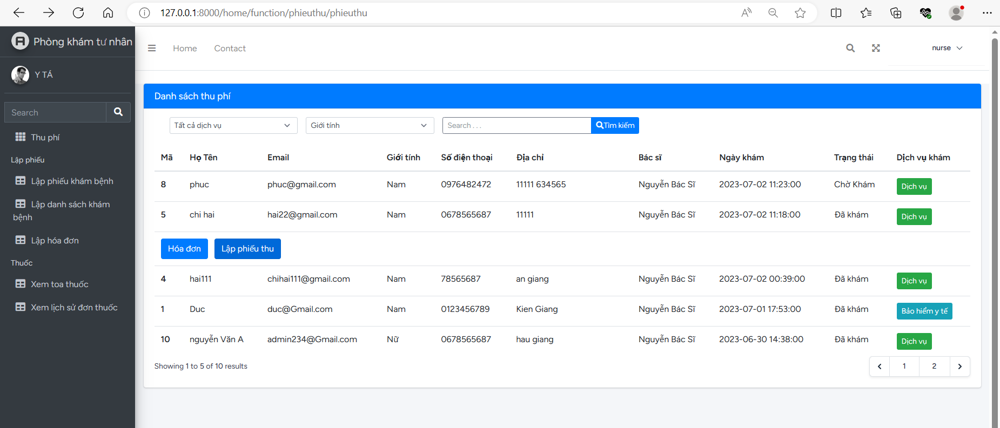 127.0.0.1:8000/home/function/phieuthu/phieuthu
Phòng khám tư nhân
Home Contact nurse
Y TÁ
Search
Thu phí
Lập phiếu
Lập phiếu khám bệnh
Lập danh sách khám
bệnh
Lập hóa đơn
Thuốc
Xem toa thuốc
Xem lịch sử đơn thuốc
Danh sách thu phí
Tất cả dịch vụ Giới tính Search . . . Tìm kiếm
Mã Họ Tên Email Giới tính Số điện thoại Địa chỉ Bác sĩ Ngày khám Trạng thái Dịch vụ khám
8 phuc phuc@gmail.com Nam 0976482472 11111 634565 Nguyễn Bác Sĩ 2023-07-02 11:23:00 Chờ Khám Dịch vụ
5 chi hai hai22@gmail.com Nam 0678565687 11111 Nguyễn Bác Sĩ 2023-07-02 11:18:00 Đã khám Dịch vụ
Hóa đơn Lập phiếu thu
4 hai111 chihai111@gmail.com Nam 78565687 an giang Nguyễn Bác Sĩ 2023-07-02 00:39:00 Đã khám Dịch vụ
1 Duc duc@Gmail.com Nam 0123456789 Kien Giang Nguyễn Bác Sĩ 2023-07-01 17:53:00 Đã khám Bảo hiểm y tế
10 nguyễn Văn A admin234@Gmail.com Nữ 0678565687 hau giang Nguyễn Bác Sĩ 2023-06-30 14:38:00 Đã khám Dịch vụ
Showing 1 to 5 of 10 results 1 2